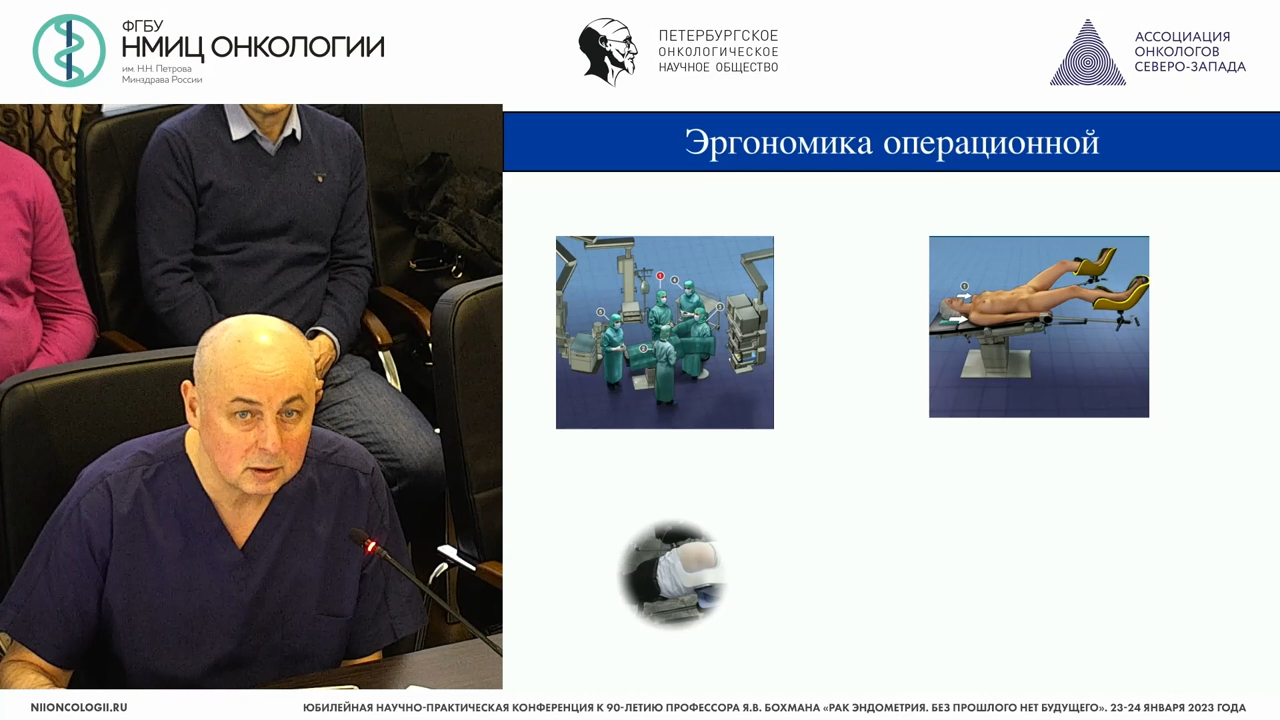 ФГБУ
НМИЦ ОНКОЛОГИИ
им. Н.Н. Петрова
Минздрава России
ПЕТЕРБУРГСКОЕ
ОНКОЛОГИЧЕСКОЕ
НАУЧНОЕ ОБЩЕСТВО
АССОЦИАЦИЯ
ОНКОЛОГОВ
СЕВЕРО-ЗАПАДА
Эргономика операционной
NIIONCOLOGII.RU
ЮБИЛЕЙНАЯ НАУЧНО-ПРАКТИЧЕСКАЯ КОНФЕРЕНЦИЯ К 90-ЛЕТИЮ ПРОФЕССОРА Я.В. БОХМАНА «РАК ЭНДОМЕТРИЯ. БЕЗ ПРОШЛОГО НЕТ БУДУЩЕГО». 23-24 ЯНВАРЯ 2023 ГОДА